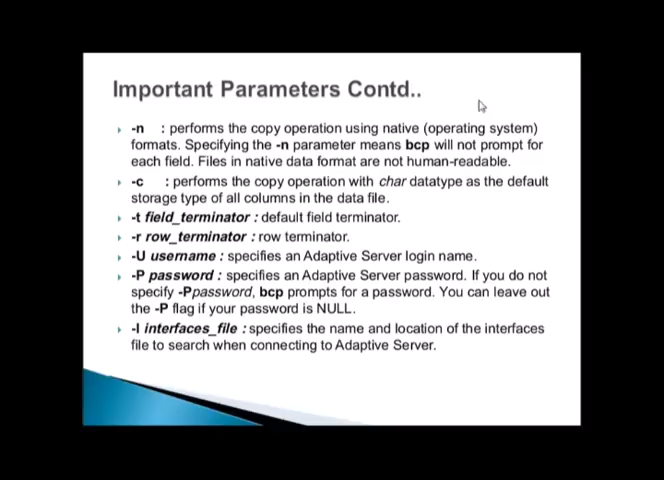 Important Parameters Contd..
-n : performs the copy operation using native (operating system)
formats. Specifying the -n parameter means bcp will not prompt for
each field. Files in native data format are not human-readable.
-c : performs the copy operation with char datatype as the default
storage type of all columns in the data file.
-t field_terminator : default field terminator.
-r row_terminator : row terminator.
-U username : specifies an Adaptive Server login name.
-P password : specifies an Adaptive Server password. If you do not
specify -Ppassword, bcp prompts for a password. You can leave out
the -P flag if your password is NULL.
-I interfaces_file : specifies the name and location of the interfaces
file to search when connecting to Adaptive Server.